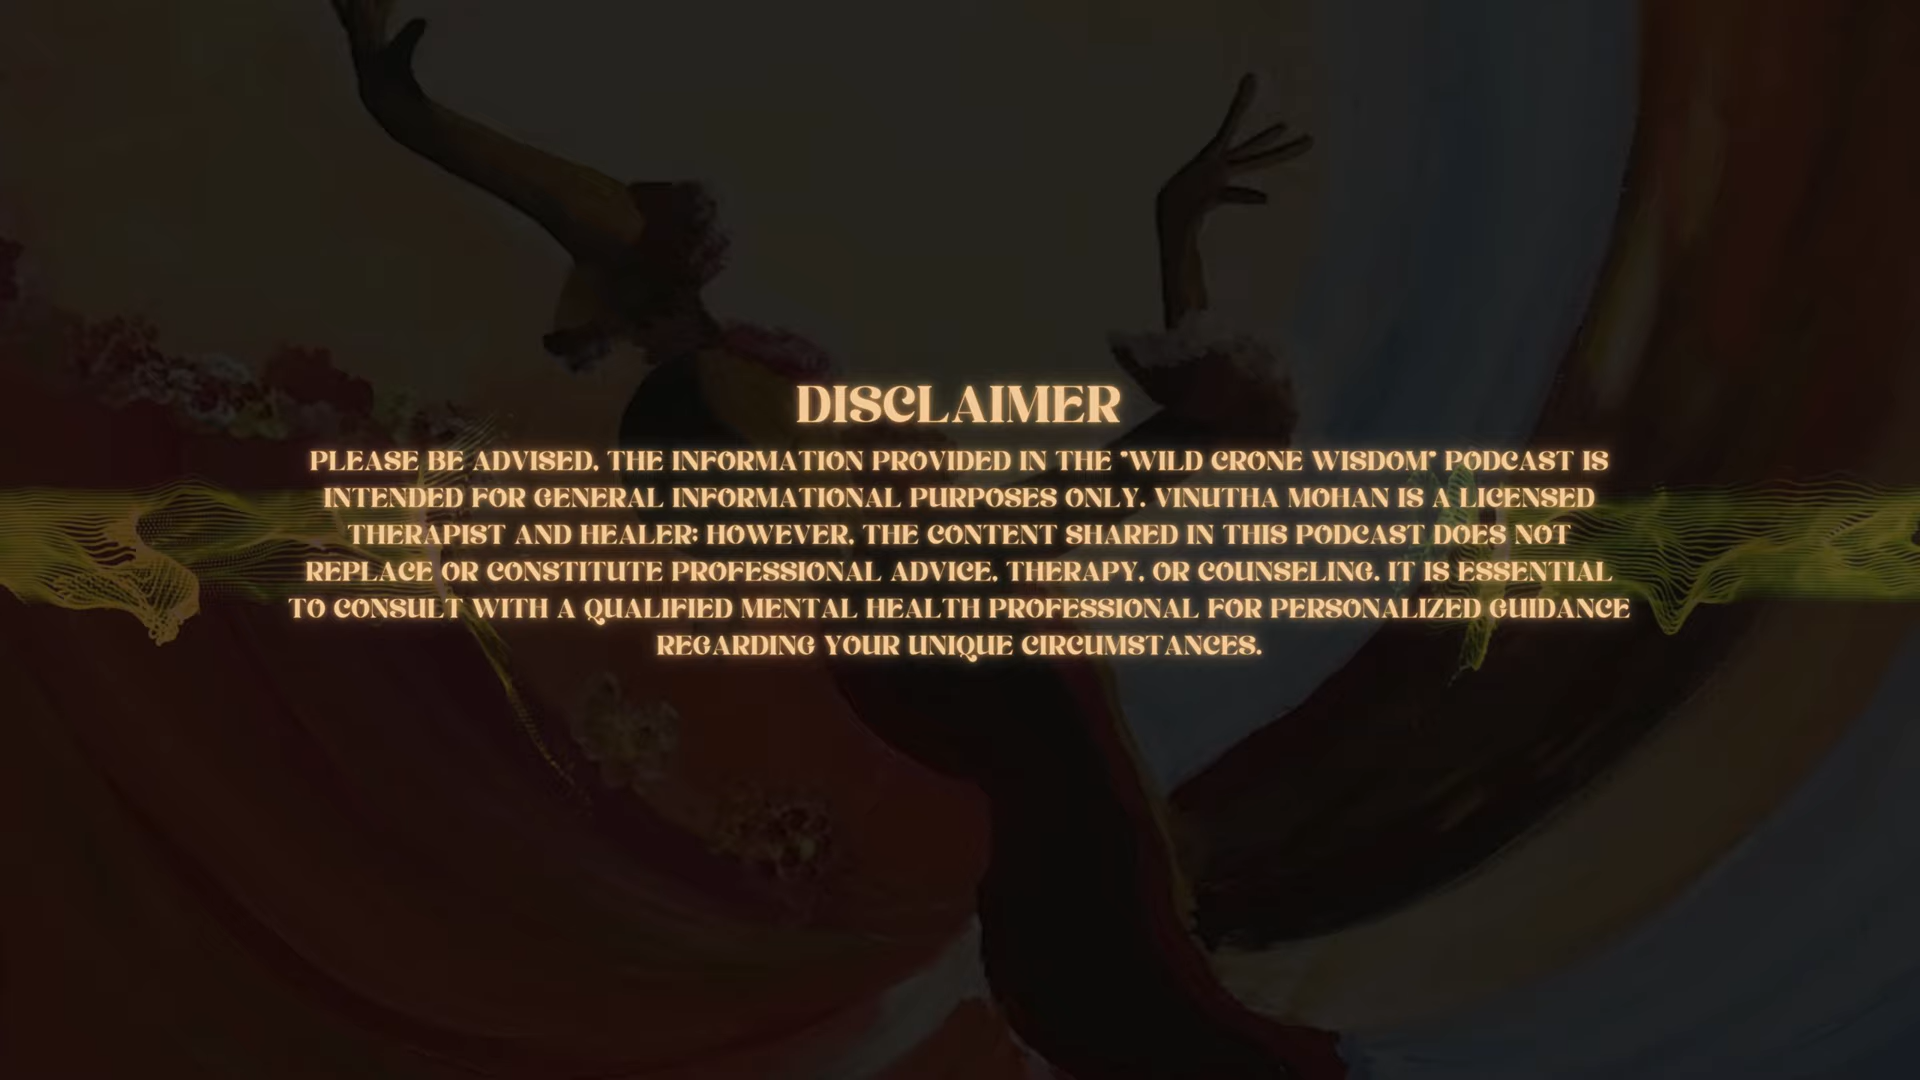 DISCLAIMER
PLEASE BE ADVISED, THE INFORMATION PROVIDED IN THE "WILD CRONE WISDOM" PODCAST IS
INTENDED FOR GENERAL INFORMATIONAL PURPOSES ONLY. VINUTHA MOHAN IS A LICENSED
THERAPIST AND HEALER; HOWEVER, THE CONTENT SHARED IN THIS PODCAST DOES NOT
REPLACE OR CONSTITUTE PROFESSIONAL ADVICE, THERAPY, OR COUNSELING. IT IS ESSENTIAL
TO CONSULT WITH A QUALIFIED MENTAL HEALTH PROFESSIONAL FOR PERSONALIZED GUIDANCE
REGARDING YOUR UNIQUE CIRCUMSTANCES.